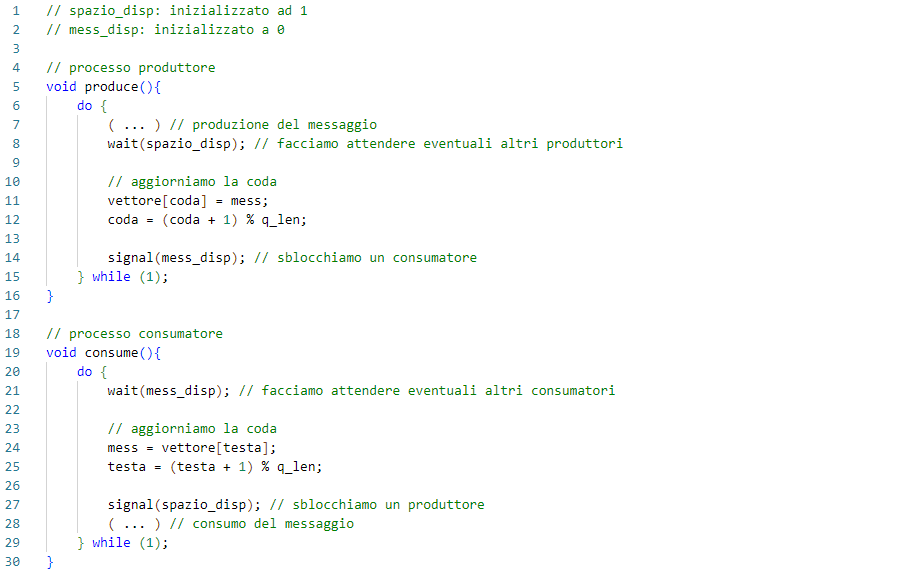 1 // spazio_disp: inizializzato ad 1
2 // mess_disp: inizializzato a 0
3
4 // processo produttore
5 void produce(){
6     do {
7         ( ... ) // produzione del messaggio
8         wait(spazio_disp); // facciamo attendere eventuali altri produttori
9
10         // aggiorniamo la coda
11         vettore[coda] = mess;
12         coda = (coda + 1) % q_len;
13
14         signal(mess_disp); // sblocchiamo un consumatore
15     } while (1);
16 }
17
18 // processo consumatore
19 void consume(){
20     do {
21         wait(mess_disp); // facciamo attendere eventuali altri consumatori
22
23         // aggiorniamo la coda
24         mess = vettore[testa];
25         testa = (testa + 1) % q_len;
26
27         signal(spazio_disp); // sblocchiamo un produttore
28         ( ... ) // consumo del messaggio
29     } while (1);
30 }